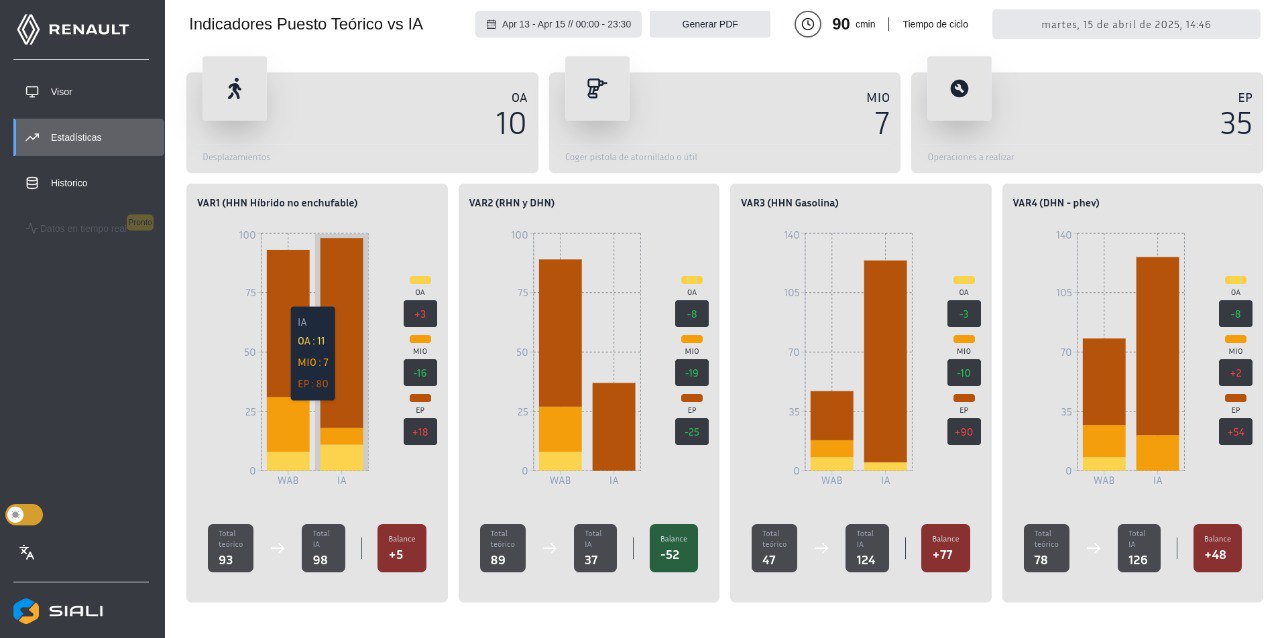 RENAULT
Visor
Estadísticas
Historico
Datos en tiempo real
Pronto
SIALI
Indicadores Puesto Teórico vs IA
Apr 13 - Apr 15 // 00:00 - 23:30
Generar PDF
90 cmin
Tiempo de ciclo
martes, 15 de abril de 2025, 14:46
OA
10
Desplazamientos
MIO
7
Coger pistola de atornillado o útil
EP
35
Operaciones a realizar
VAR1 (HHN Híbrido no enchufable)
100
75
50
25
0
WAB
IA
IA
OA : 11
MIO : 7
EP : 80
OA
+3
MIO
-16
EP
+18
Total
teórico
93
Total
IA
98
Balance
+5
VAR2 (RHN y DHN)
100
75
50
25
0
WAB
IA
OA
-8
MIO
-19
EP
-25
Total
teórico
89
Total
IA
37
Balance
-52
VAR3 (HHN Gasolina)
140
105
70
35
0
WAB
IA
OA
-3
MIO
-10
EP
+90
Total
teórico
47
Total
IA
124
Balance
+77
VAR4 (DHN - phev)
140
105
70
35
0
WAB
IA
OA
-8
MIO
+2
EP
+54
Total
teórico
78
Total
IA
126
Balance
+48